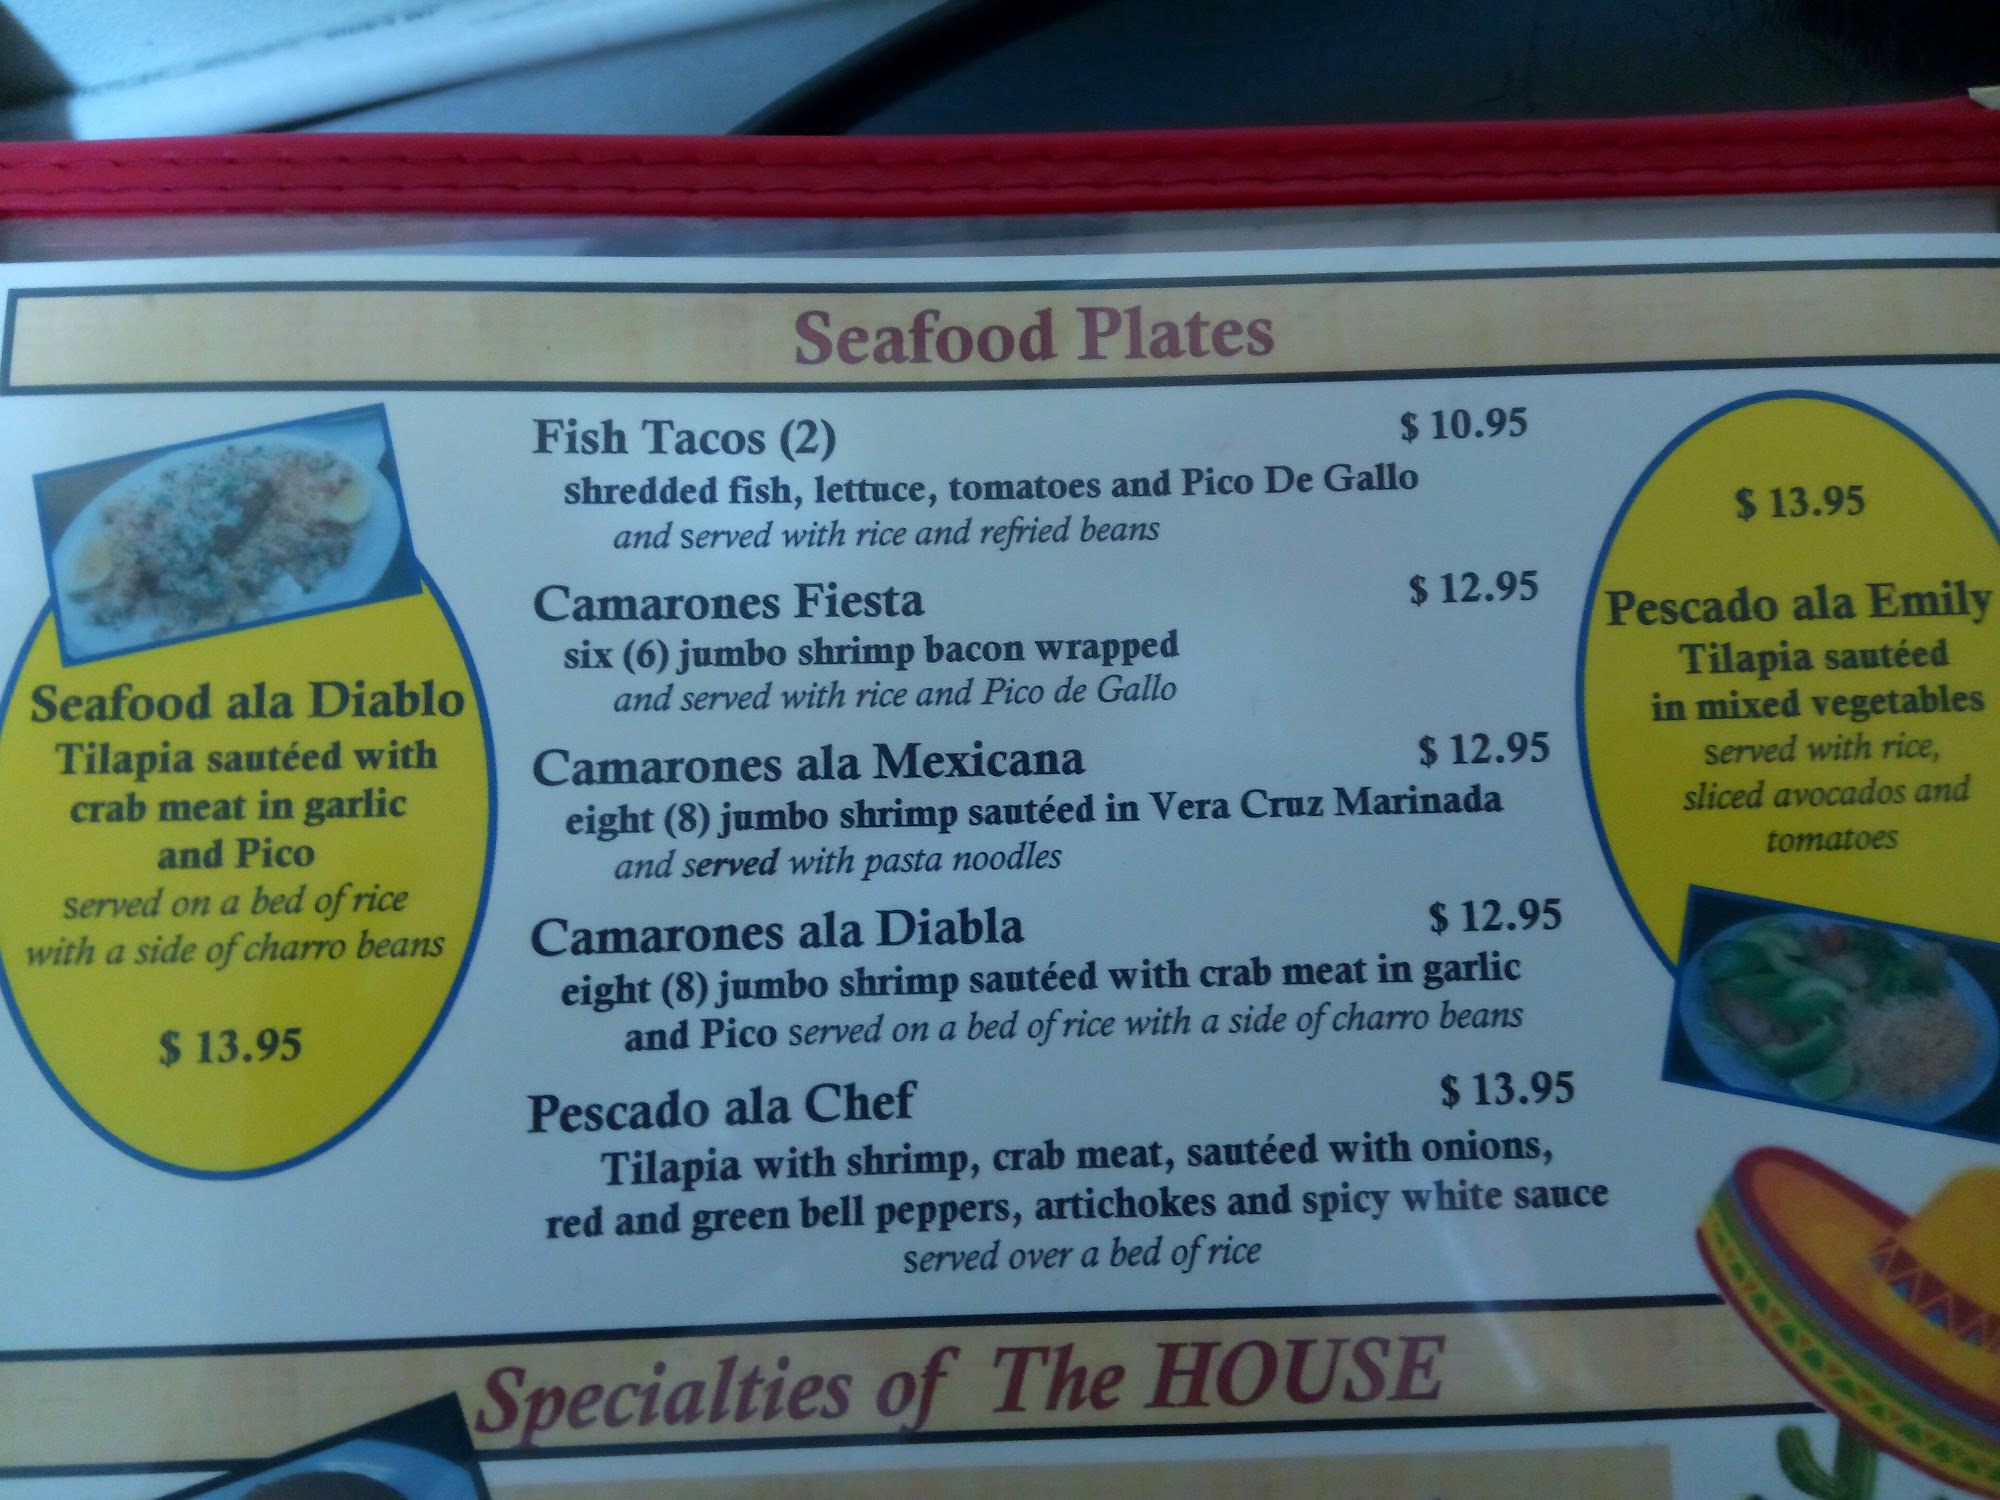 Seafood Plates
Seafood ala Diablo
Tilapia sautéed with
crab meat in garlic
and Pico
served on a bed of rice
with a side of charro beans
$ 13.95
Fish Tacos (2) $ 10.95
shredded fish, lettuce, tomatoes and Pico De Gallo
and served with rice and refried beans
Camarones Fiesta $ 12.95
six (6) jumbo shrimp bacon wrapped
and served with rice and Pico de Gallo
Camarones ala Mexicana $ 12.95
eight (8) jumbo shrimp sautéed in Vera Cruz Marinada
and served with pasta noodles
Camarones ala Diabla $ 12.95
eight (8) jumbo shrimp sautéed with crab meat in garlic
and Pico served on a bed of rice with a side of charro beans
Pescado ala Chef $ 13.95
Tilapia with shrimp, crab meat, sautéed with onions,
red and green bell peppers, artichokes and spicy white sauce
served over a bed of rice
$ 13.95
Pescado ala Emily
Tilapia sautéed
in mixed vegetables
served with rice,
sliced avocados and
tomatoes
Specialties of The HOUSE